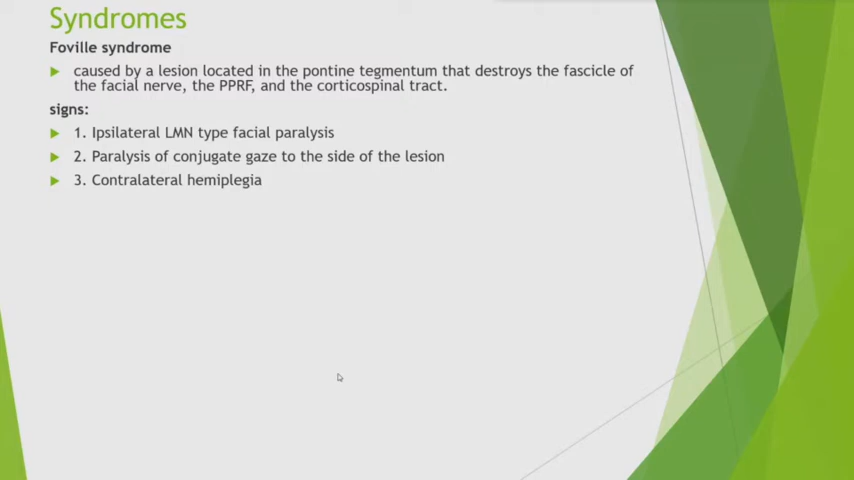 Syndromes
Foville syndrome
caused by a lesion located in the pontine tegmentum that destroys the fascicle of
the facial nerve, the PPRF, and the corticospinal tract.
signs:
1. Ipsilateral LMN type facial paralysis
2. Paralysis of conjugate gaze to the side of the lesion
3. Contralateral hemiplegia